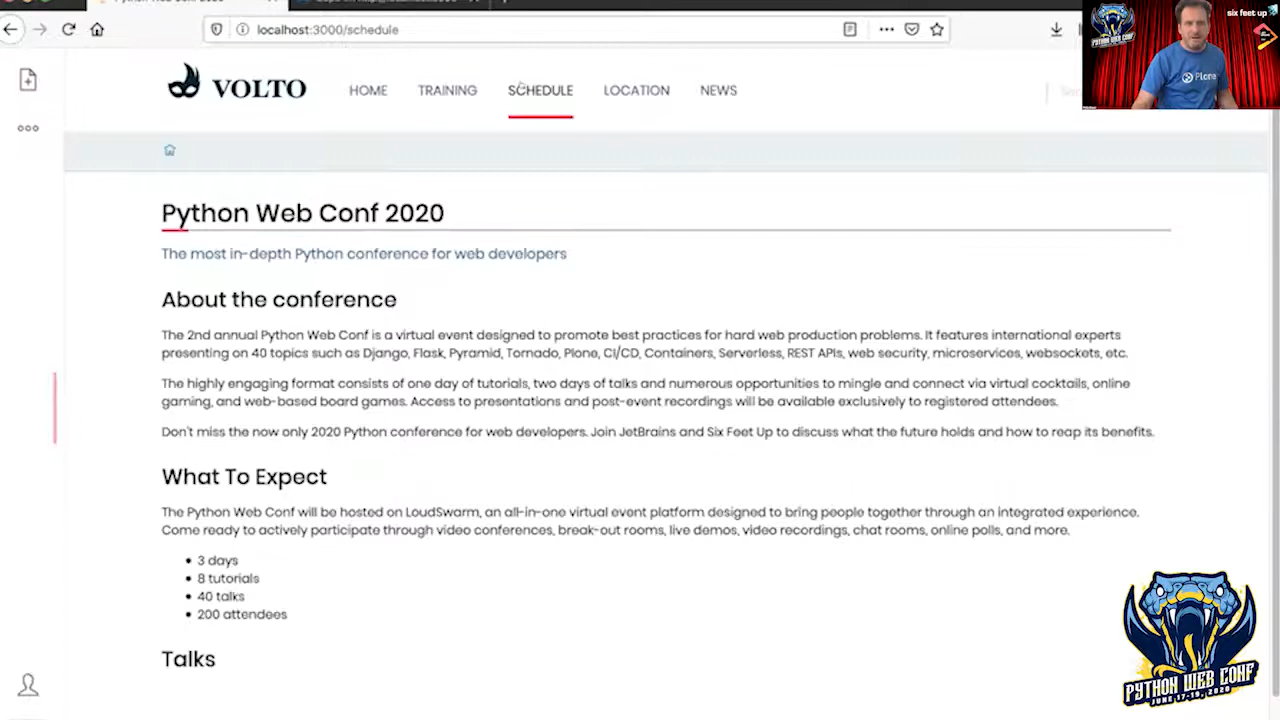 Python Web Conf 2020
localhost:3000/schedule
six feet up
PYTHON WEB CONF
Plone
VOLTO
HOME
TRAINING
SCHEDULE
LOCATION
NEWS
Python Web Conf 2020
The most in-depth Python conference for web developers
About the conference
The 2nd annual Python Web Conf is a virtual event designed to promote best practices for hard web production problems. It features international experts
presenting on 40 topics such as Django, Flask, Pyramid, Tornado, Plone, CI/CD, Containers, Serverless, REST APIs, web security, microservices, websockets, etc.
The highly engaging format consists of one day of tutorials, two days of talks and numerous opportunities to mingle and connect via virtual cocktails, online
gaming, and web-based board games. Access to presentations and post-event recordings will be available exclusively to registered attendees.
Don't miss the now only 2020 Python conference for web developers. Join JetBrains and Six Feet Up to discuss what the future holds and how to reap its benefits.
What To Expect
The Python Web Conf will be hosted on LoudSwarm, an all-in-one virtual event platform designed to bring people together through an integrated experience.
Come ready to actively participate through video conferences, break-out rooms, live demos, video recordings, chat rooms, online polls, and more.
3 days
8 tutorials
40 talks
200 attendees
Talks
PYTHON WEB CONF
JUNE 17-19, 2020